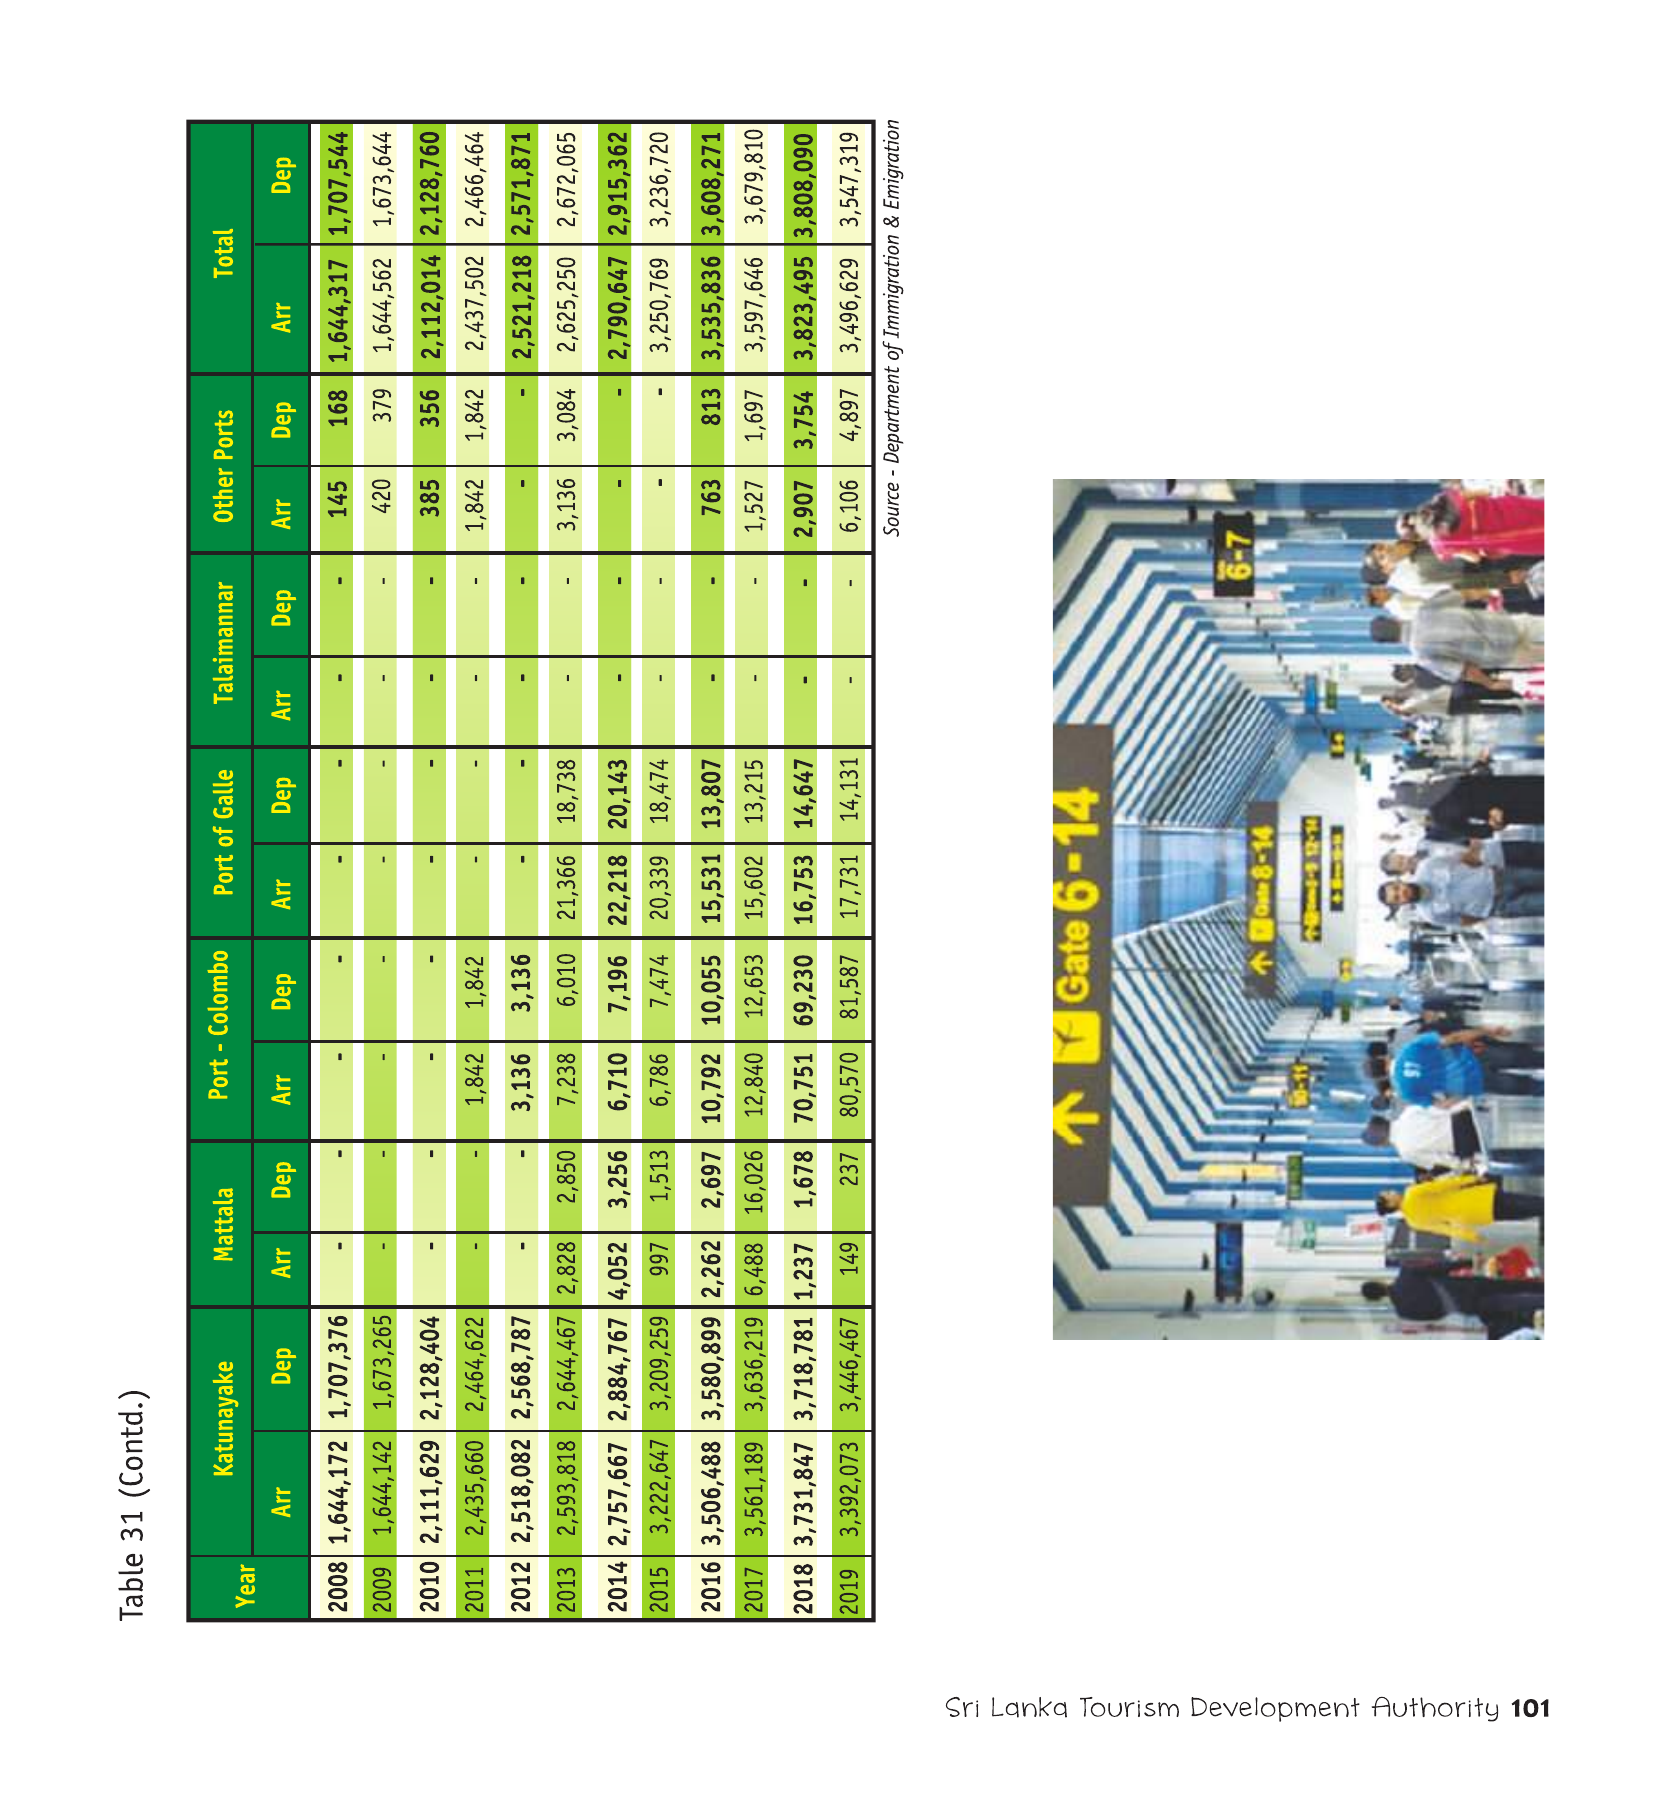 Table 31 (Contd.)
Year Katunayake Mattala Port - Colombo Port of Galle Talaimannar Other Ports Total
Arr Dep Arr Dep Arr Dep Arr Dep Arr Dep Arr Dep Arr Dep
2008 1,644,172 1,707,376 - - - - - - - - 145 168 1,644,317 1,707,544
2009 1,644,142 1,673,265 - - - - - - - - 420 379 1,644,562 1,673,644
2010 2,111,629 2,128,404 - - - - - - - - 385 356 2,112,014 2,128,760
2011 2,435,660 2,464,622 - - 1,842 1,842 - - - - 1,842 1,842 2,437,502 2,466,464
2012 2,518,082 2,568,787 - - 3,136 3,136 - - - - - - 2,521,218 2,571,871
2013 2,593,818 2,644,467 2,828 2,850 7,238 6,010 21,366 18,738 - - 3,136 3,084 2,625,250 2,672,065
2014 2,757,667 2,884,767 4,052 3,256 6,710 7,196 22,218 20,143 - - - - 2,790,647 2,915,362
2015 3,222,647 3,209,259 997 1,513 6,786 7,474 20,339 18,474 - - - - 3,250,769 3,236,720
2016 3,506,488 3,580,899 2,262 2,697 10,792 10,055 15,531 13,807 - - 763 813 3,535,836 3,608,271
2017 3,561,189 3,636,219 6,488 16,026 12,840 12,653 15,602 13,215 - - 1,527 1,697 3,597,646 3,679,810
2018 3,731,847 3,718,781 1,237 1,678 70,751 69,230 16,753 14,647 - - 2,907 3,754 3,823,495 3,808,090
2019 3,392,073 3,446,467 149 237 80,570 81,587 17,731 14,131 - - 6,106 4,897 3,496,629 3,547,319
Source - Department of Immigration & Emigration
Gate 6-14
6-7
Gate 8-14
10-11
Sri Lanka Tourism Development Authority 101